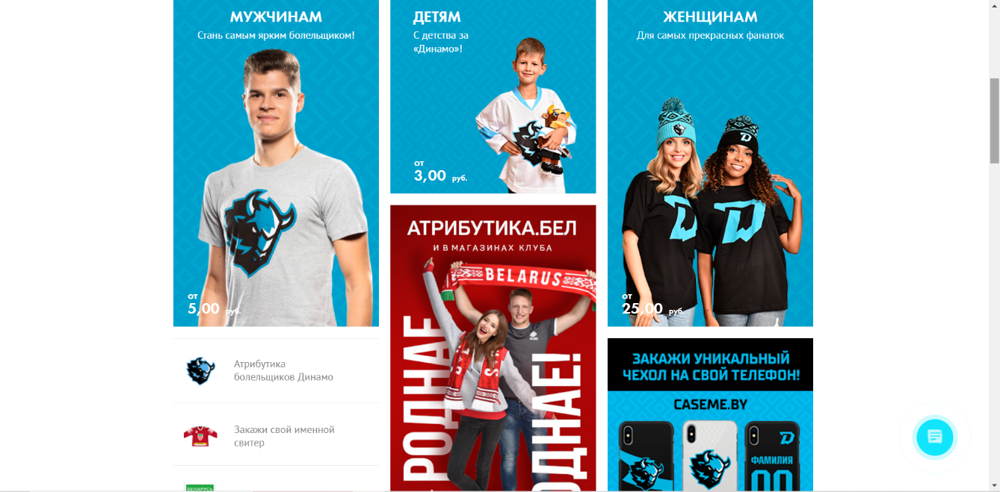 МУЖЧИНАМ
Стань самым ярким болельщиком!
от
5,00 руб.
ДЕТЯМ
С детства за
«Динамо»!
от
3,00 руб.
ЖЕНЩИНАМ
Для самых прекрасных фанаток
D
D
от
25,00 руб.
АТРИБУТИКА.БЕЛ
И В МАГАЗИНАХ КЛУБА
BELARUS
РОДНАЕ
ОДНАЕ!
Атрибутика
болельщиков Динамо
Закажи свой именной
свитер
БЕЛАРУСЬ
ЗАКАЖИ УНИКАЛЬНЫЙ
ЧЕХОЛ НА СВОЙ ТЕЛЕФОН!
CASEME.BY
D
ФАМИЛИЯ
00